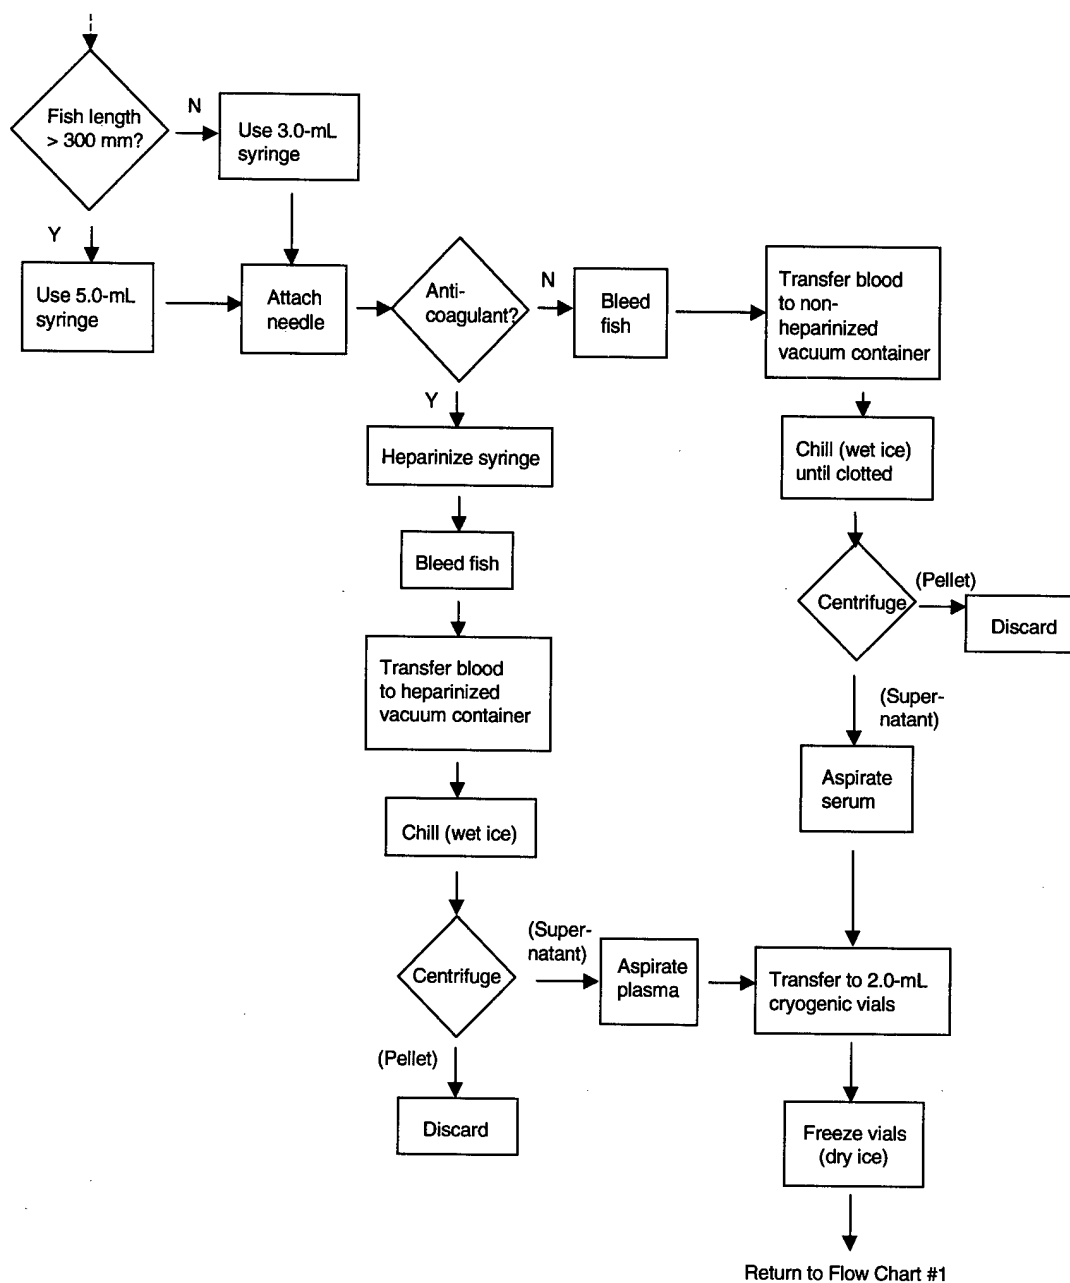 Fish length
> 300 mm?
N
Use 3.0-mL
syringe
Y
Use 5.0-mL
syringe
Attach
needle
Anti-
coagulant?
N
Bleed
fish
Transfer blood
to non-
heparinized
vacuum container
Y
Heparinize syringe
Chill (wet ice)
until clotted
Bleed fish
Centrifuge
(Pellet)
Discard
Transfer blood
to heparinized
vacuum container
(Super-
natant)
Aspirate
serum
Chill (wet ice)
Centrifuge
(Super-
natant)
Aspirate
plasma
Transfer to 2.0-mL
cryogenic vials
(Pellet)
Discard
Freeze vials
(dry ice)
Return to Flow Chart #1